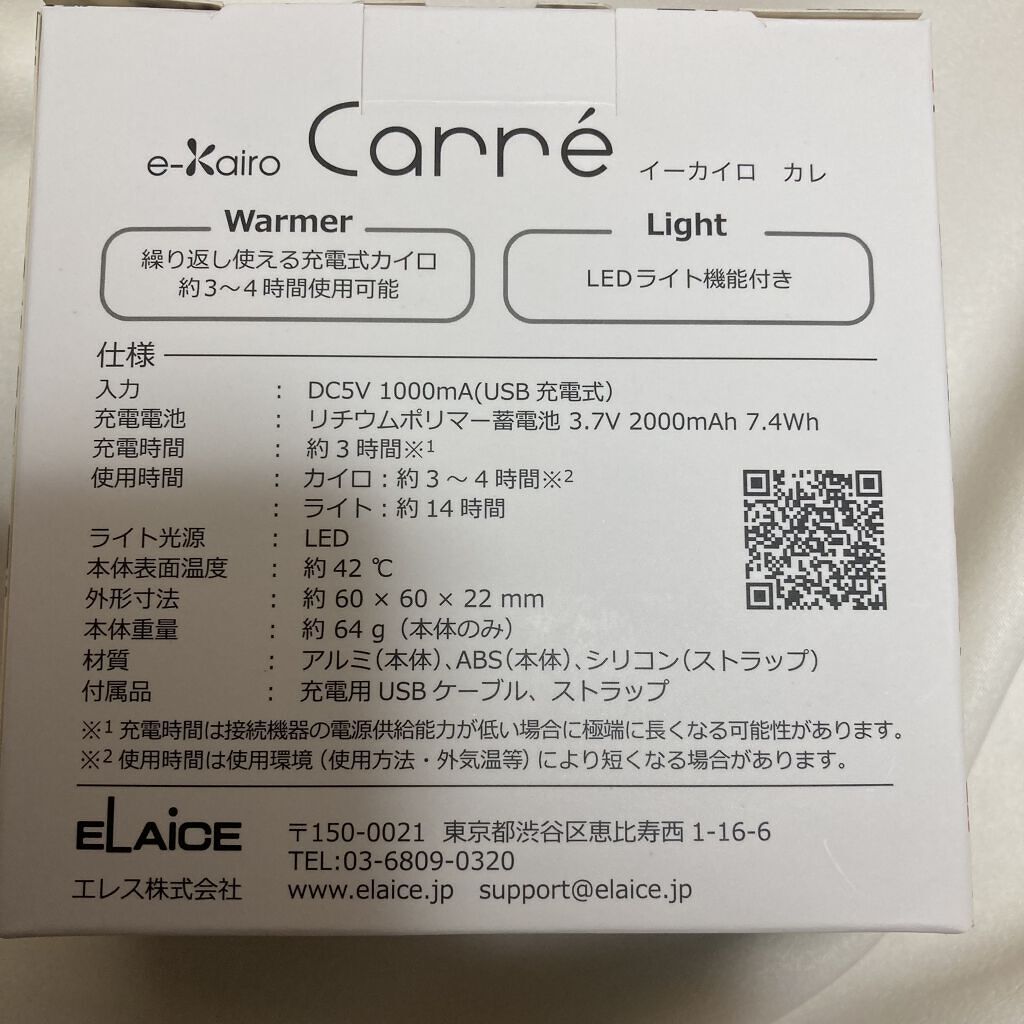 e-Kairo Carré イーカイロ カレ
Warmer
繰り返し使える充電式カイロ
約3～4時間使用可能
Light
LEDライト機能付き
仕様
入力 : DC5V 1000mA(USB充電式)
充電電池 : リチウムポリマー蓄電池 3.7V 2000mAh 7.4Wh
充電時間 : 約3時間※1
使用時間 : カイロ：約3～4時間※2
: ライト：約14時間
ライト光源 : LED
本体表面温度 : 約42 ℃
外形寸法 : 約 60 × 60 × 22 mm
本体重量 : 約 64 g（本体のみ）
材質 : アルミ（本体）、ABS（本体）、シリコン（ストラップ）
付属品 : 充電用USBケーブル、ストラップ
※1 充電時間は接続機器の電源供給能力が低い場合に極端に長くなる可能性があります。
※2 使用時間は使用環境（使用方法・外気温等）により短くなる場合があります。
ELAiCE
エレス株式会社
〒150-0021 東京都渋谷区恵比寿西 1-16-6
TEL:03-6809-0320
www.elaice.jp support@elaice.jp